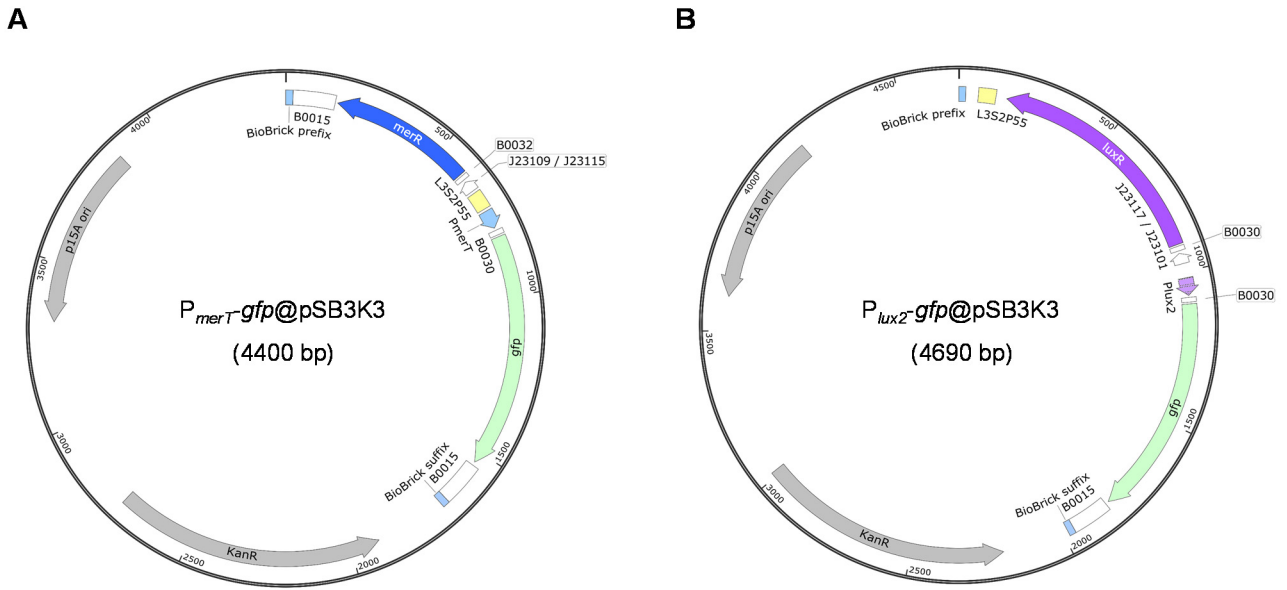 A
B0015
BioBrick prefix
merR
500
B0032
J23109 / J23115
L3S2P55
PmerT
B0030
1000
gfp
1500
B0015
BioBrick suffix
2000
KanR
2500
3000
3500
p15A ori
4000
PmerT-gfp@pSB3K3
(4400 bp)
B
BioBrick prefix
L3S2P55
luxR
500
J23117 / J23101
B0030
1000
Plux2
B0030
gfp
1500
B0015
BioBrick suffix
2000
KanR
2500
3000
3500
p15A ori
4000
4500
Plux2-gfp@pSB3K3
(4690 bp)